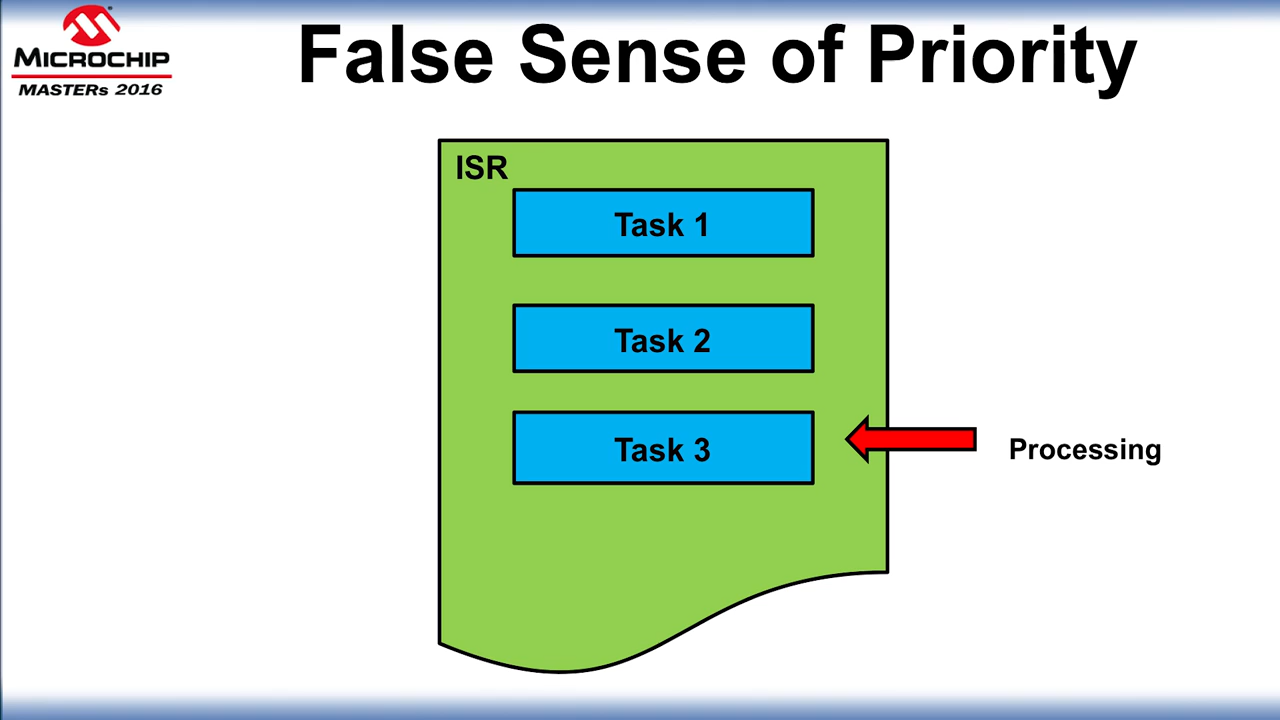 MICROCHIP
MASTERs 2016
False Sense of Priority
ISR
Task 1
Task 2
Task 3
Processing